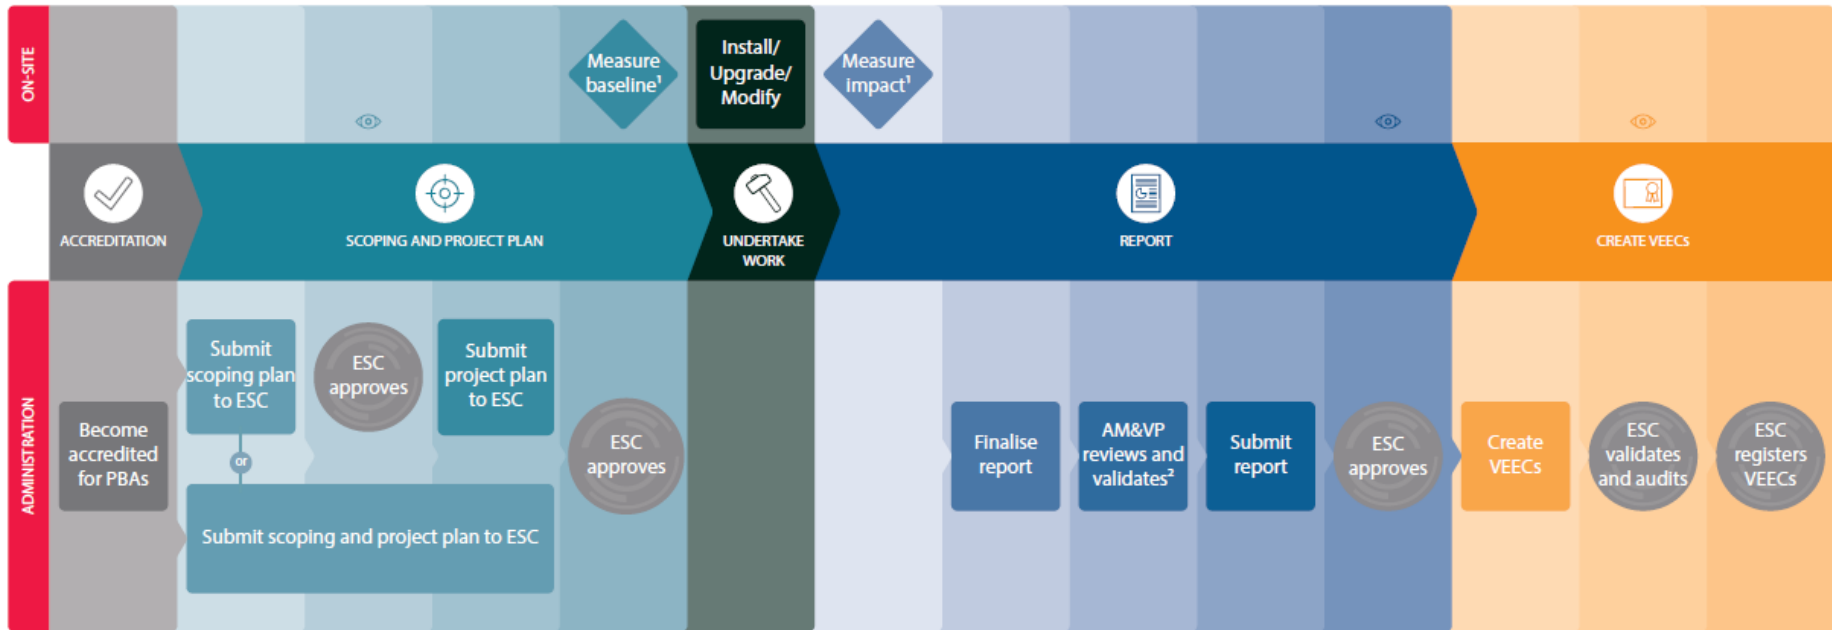 ON-SITE
Measure
baseline¹
Install/
Upgrade/
Modify
Measure
impact¹
ACCREDITATION
SCOPING AND PROJECT PLAN
UNDERTAKE
WORK
REPORT
CREATE VEECs
ADMINISTRATION
Become
accredited
for PBAs
Submit
scoping plan
to ESC
or
Submit scoping and project plan to ESC
ESC
approves
Submit
project plan
to ESC
ESC
approves
Finalise
report
AM&VP
reviews and
validates²
Submit
report
ESC
approves
Create
VEECs
ESC
validates
and audits
ESC
registers
VEECs